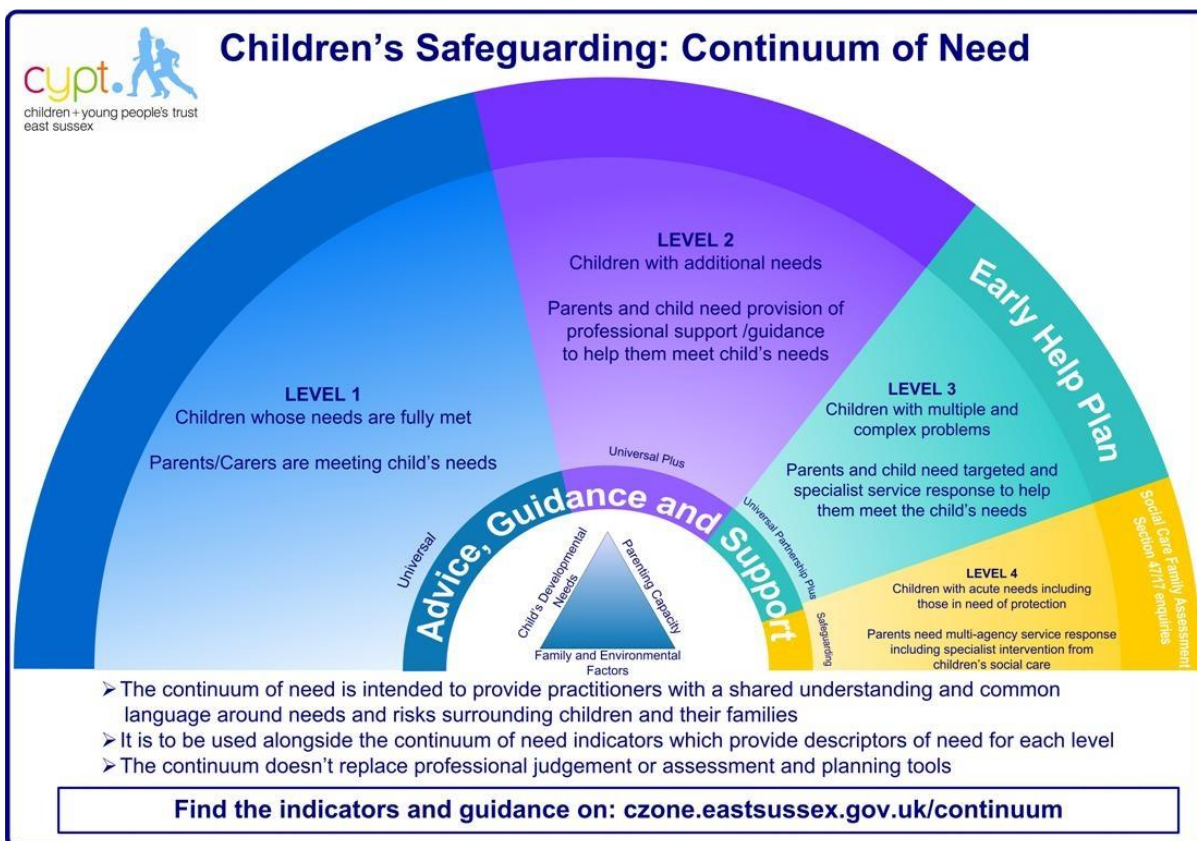 cypt.
children + young people's trust
east sussex
Children's Safeguarding: Continuum of Need
LEVEL 1
Children whose needs are fully met
Parents/Carers are meeting child's needs
LEVEL 2
Children with additional needs
Parents and child need provision of
professional support /guidance
to help them meet child's needs
LEVEL 3
Children with multiple and
complex problems
Parents and child need targeted and
specialist service response to help
them meet the child's needs
LEVEL 4
Children with acute needs including
those in need of protection
Parents need multi-agency service response
including specialist intervention from
children's social care
Early Help Plan
Social Care Family Assessment
Section 47/17 enquiries
Universal
Universal Plus
Universal Partnership Plus
Safeguarding
Advice, Guidance and Support
Child's Developmental
Needs
Parenting Capacity
Family and Environmental
Factors
➢ The continuum of need is intended to provide practitioners with a shared understanding and common
language around needs and risks surrounding children and their families
➢ It is to be used alongside the continuum of need indicators which provide descriptors of need for each level
➢ The continuum doesn't replace professional judgement or assessment and planning tools
Find the indicators and guidance on: czone.eastsussex.gov.uk/continuum